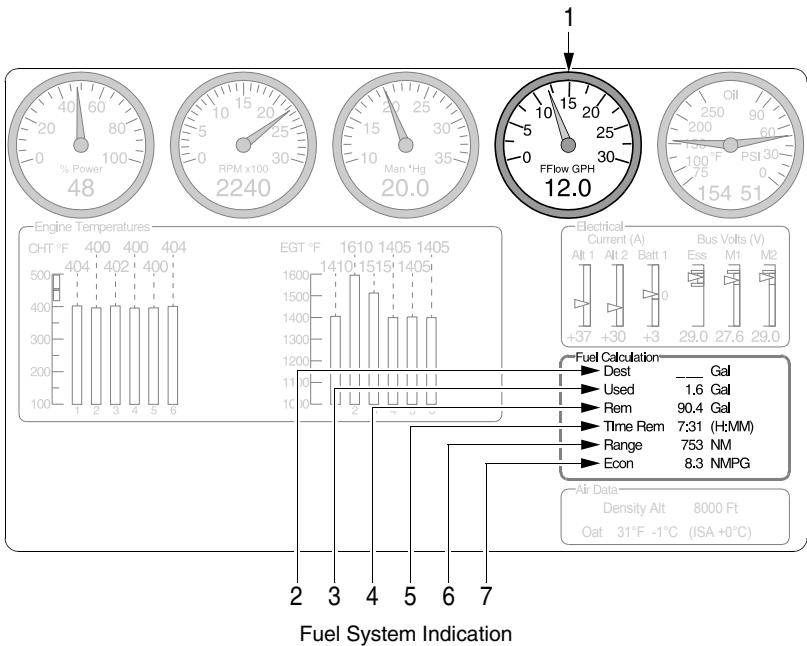 1
40 60
20 80
0 100
% Power
48
15
10 20
5 25
0 30
RPM x100
2240
20 25
15 30
10 35
Man "Hg
20.0
10 15 20
5 25
0 30
FFlow GPH
12.0
Oil
250 90
200 60
150 °F PSI 30
100
75 0
154 51
Engine Temperatures
CHT °F 400 400 404
404 402 400
500
400
300
200
100
1 2 3 4 5 6
EGT °F 1610 1405 1405
1410 1515 1405
1600
1500
1400
1300
1200
1100
1000
2 4
Electrical
Current (A) Bus Volts (V)
Alt 1 Alt 2 Batt 1 Ess M1 M2
0
+37 +30 +3 29.0 27.6 29.0
Fuel Calculation
Dest ___ Gal
Used 1.6 Gal
Rem 90.4 Gal
Time Rem 7:31 (H:MM)
Range 753 NM
Econ 8.3 NMPG
Air Data
Density Alt 8000 Ft
Oat 31°F -1°C (ISA +0°C)
2 3 4 5 6 7
Fuel System Indication